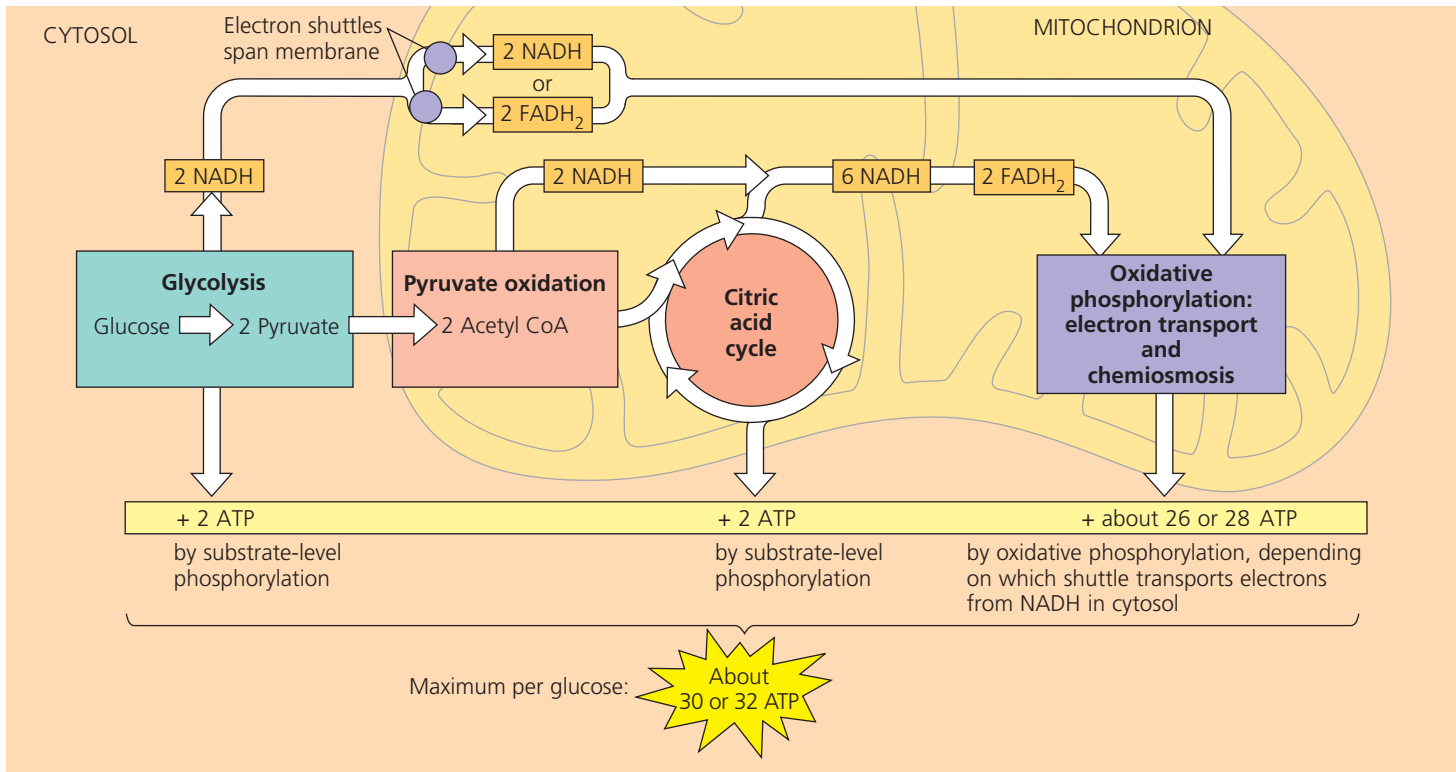 CYTOSOL
Electron shuttles
span membrane
MITOCHONDRION
2 NADH
or
2 FADH₂
2 NADH
2 NADH
6 NADH
2 FADH₂
Glycolysis
Glucose
2 Pyruvate
Pyruvate oxidation
2 Acetyl CoA
Citric
acid
cycle
Oxidative
phosphorylation:
electron transport
and
chemiosmosis
+ 2 ATP
by substrate-level
phosphorylation
+ 2 ATP
by substrate-level
phosphorylation
+ about 26 or 28 ATP
by oxidative phosphorylation, depending
on which shuttle transports electrons
from NADH in cytosol
Maximum per glucose:
About
30 or 32 ATP